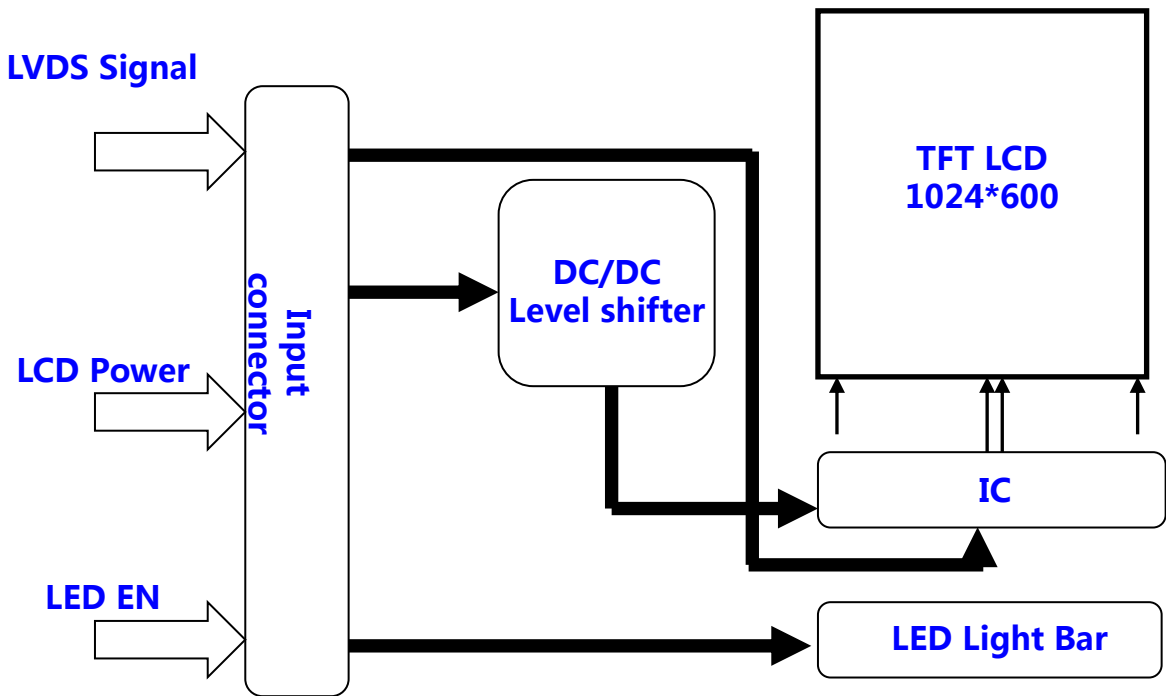 LVDS Signal
LCD Power
LED EN
Input
connector
DC/DC
Level shifter
TFT LCD
1024*600
IC
LED Light Bar